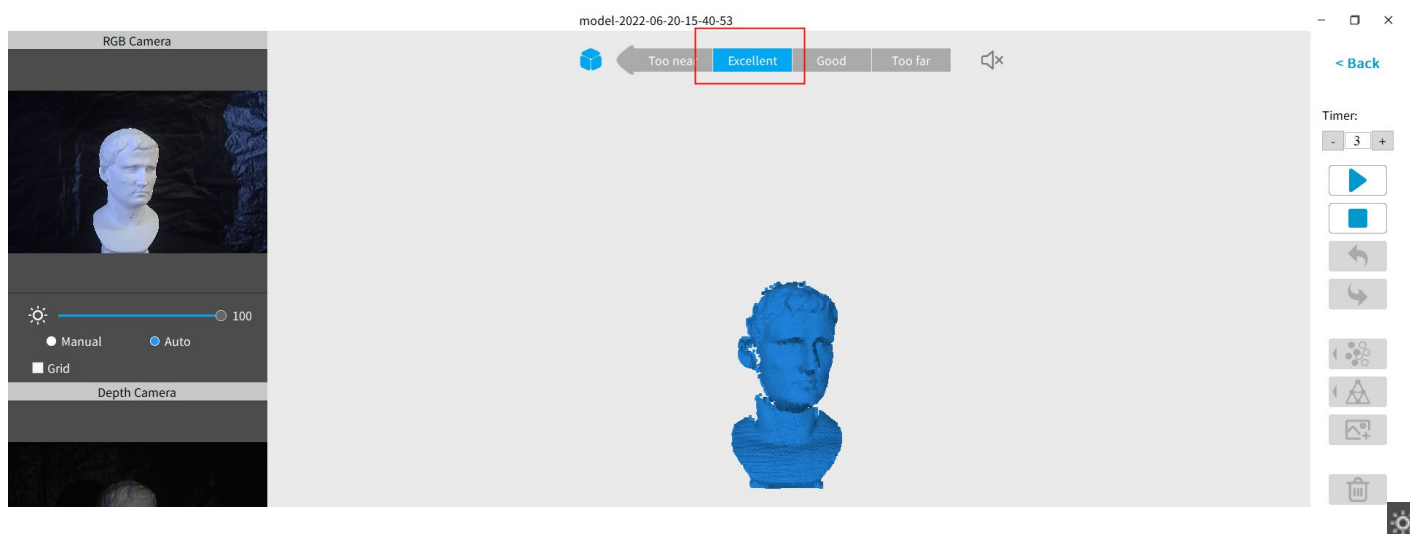 model-2022-06-20-15-40-53
RGB Camera
Too near Excellent Good Too far
< Back
Timer:
- 3 +
100
Manual Auto
Grid
Depth Camera